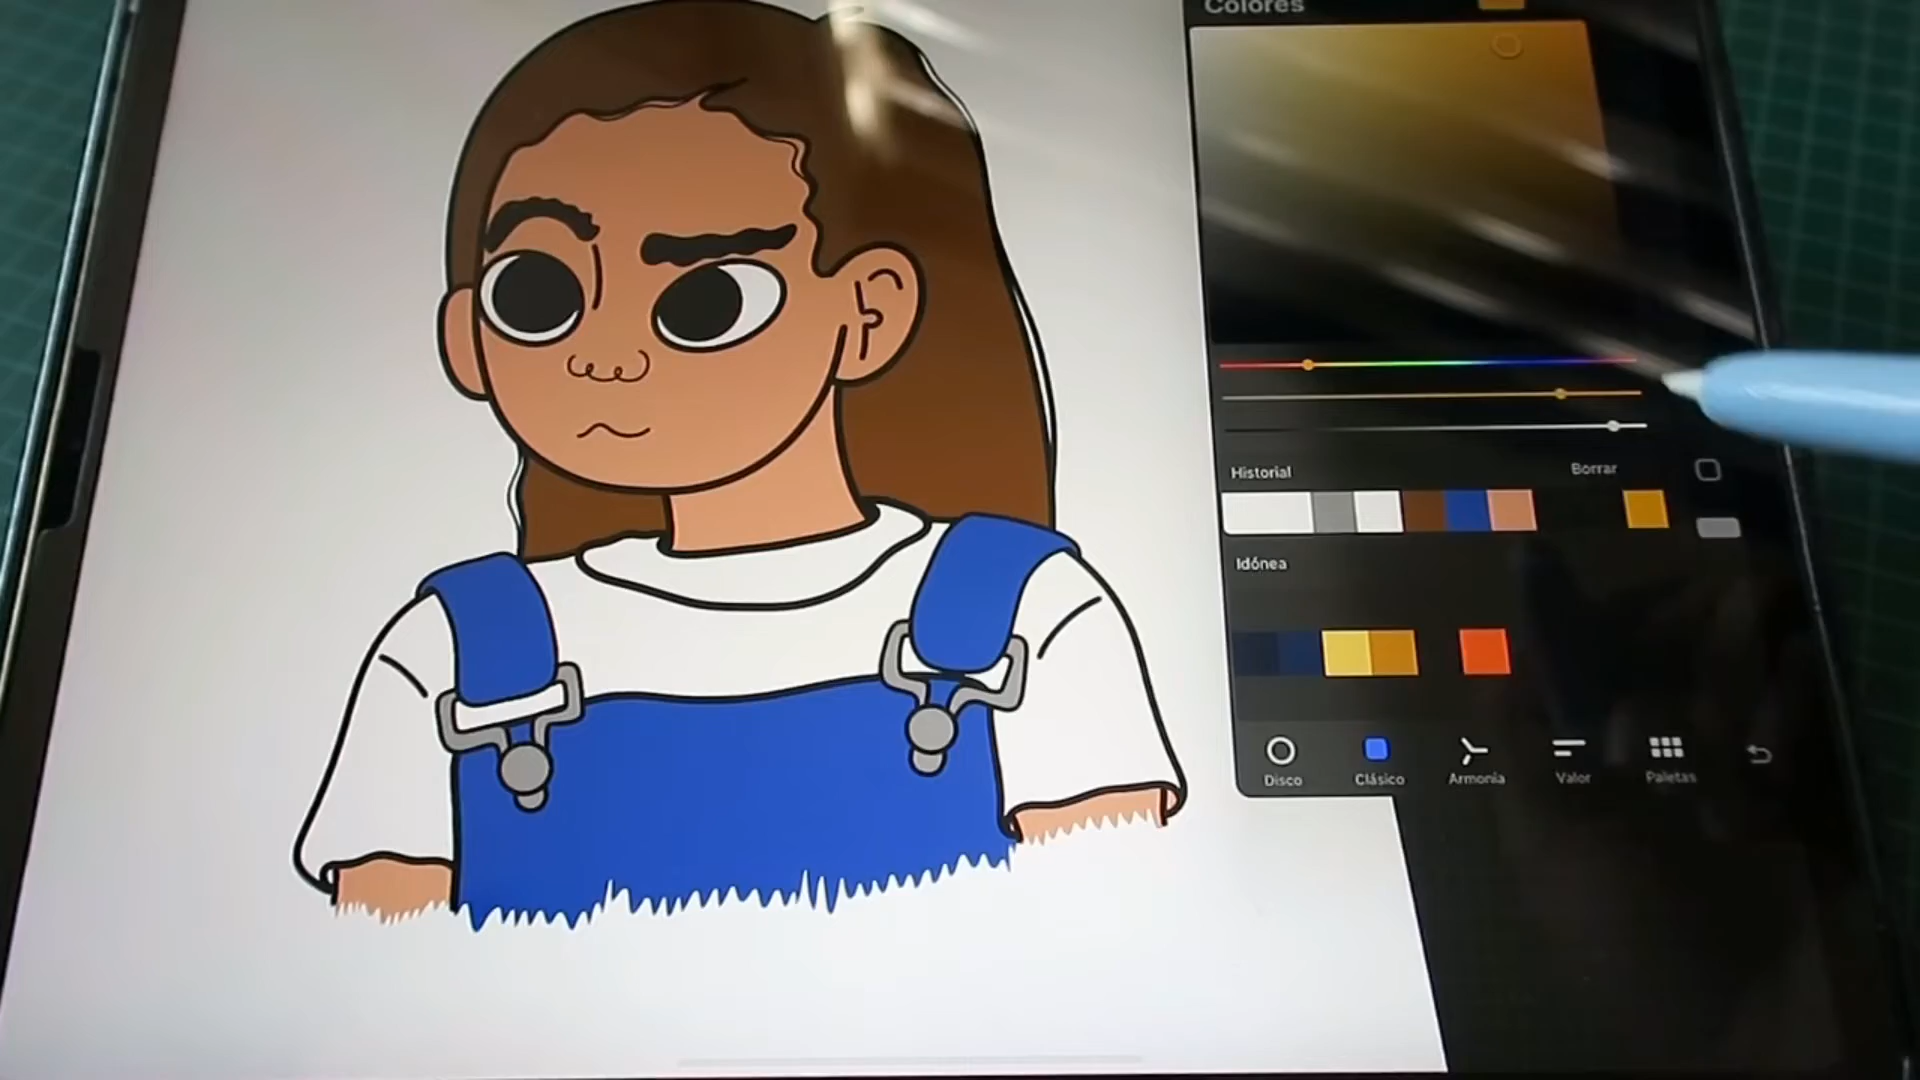 Colores
Historial Borrar
Idónea
Disco Clásico Armonía Valor Paletas